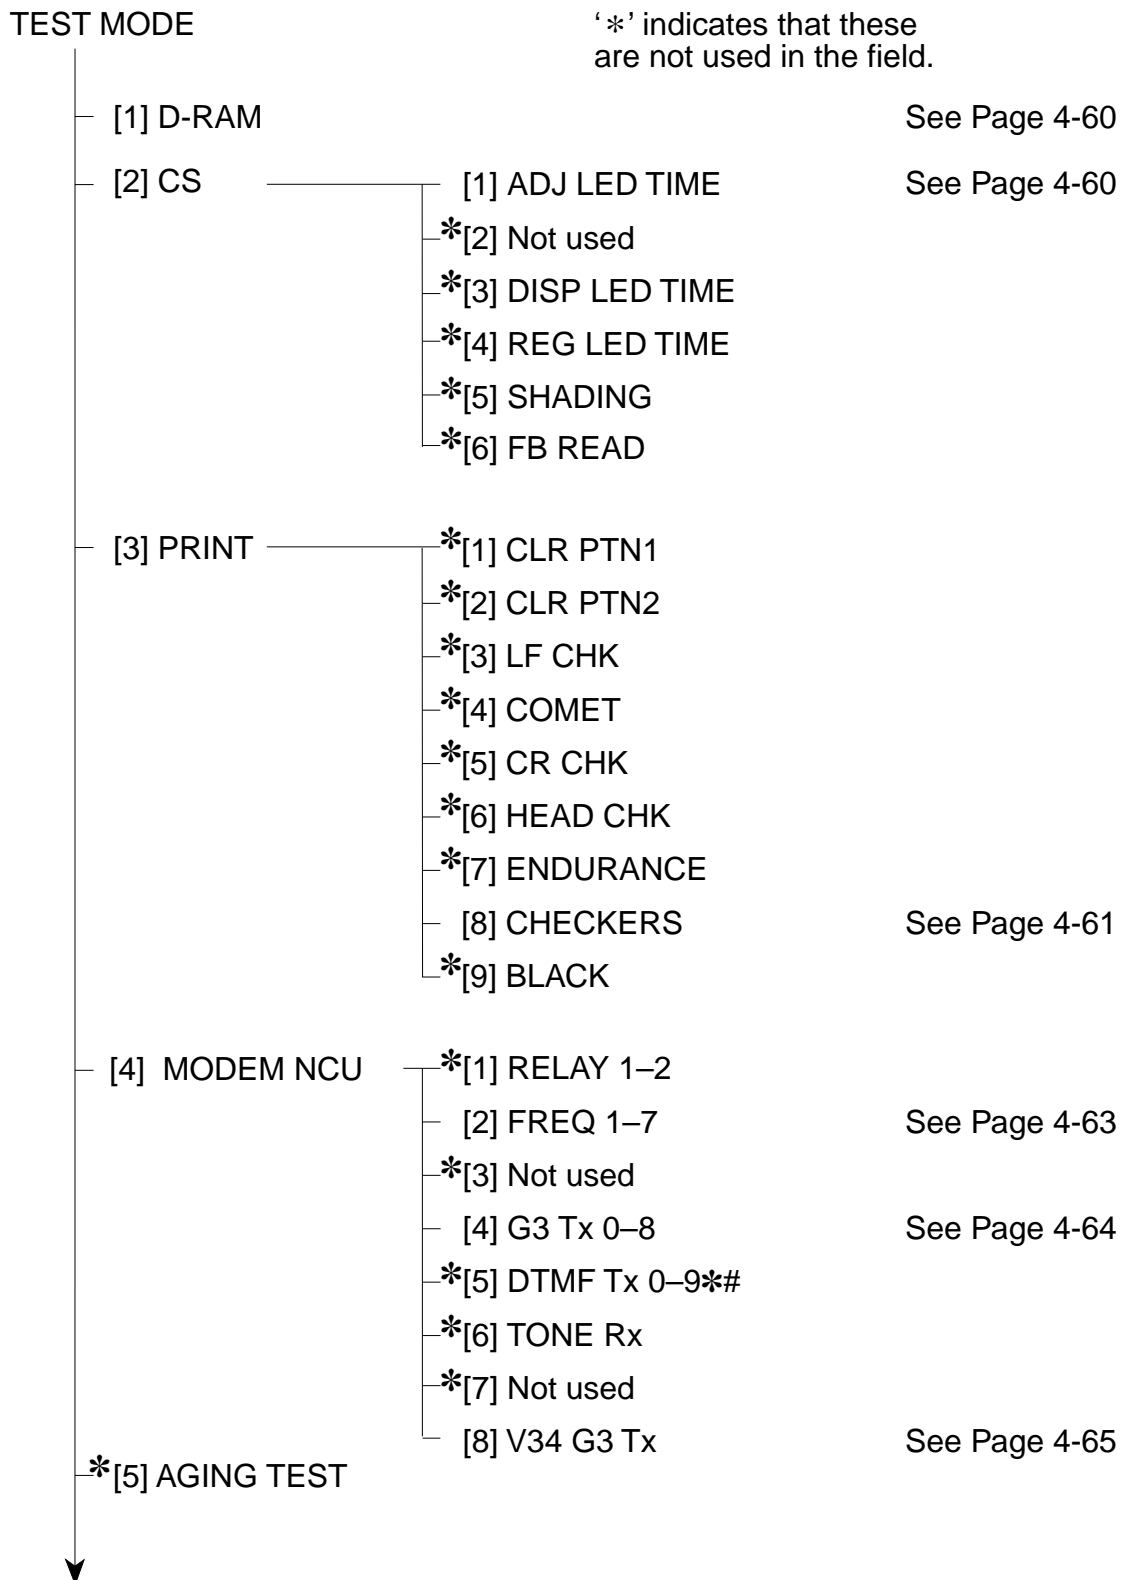 TEST MODE
‘*’ indicates that these
are not used in the field.
[1] D-RAM See Page 4-60
[2] CS [1] ADJ LED TIME See Page 4-60
*[2] Not used
*[3] DISP LED TIME
*[4] REG LED TIME
*[5] SHADING
*[6] FB READ
[3] PRINT *[1] CLR PTN1
*[2] CLR PTN2
*[3] LF CHK
*[4] COMET
*[5] CR CHK
*[6] HEAD CHK
*[7] ENDURANCE
[8] CHECKERS See Page 4-61
*[9] BLACK
[4] MODEM NCU *[1] RELAY 1–2
[2] FREQ 1–7 See Page 4-63
*[3] Not used
[4] G3 Tx 0–8 See Page 4-64
*[5] DTMF Tx 0–9*#
*[6] TONE Rx
*[7] Not used
[8] V34 G3 Tx See Page 4-65
*[5] AGING TEST